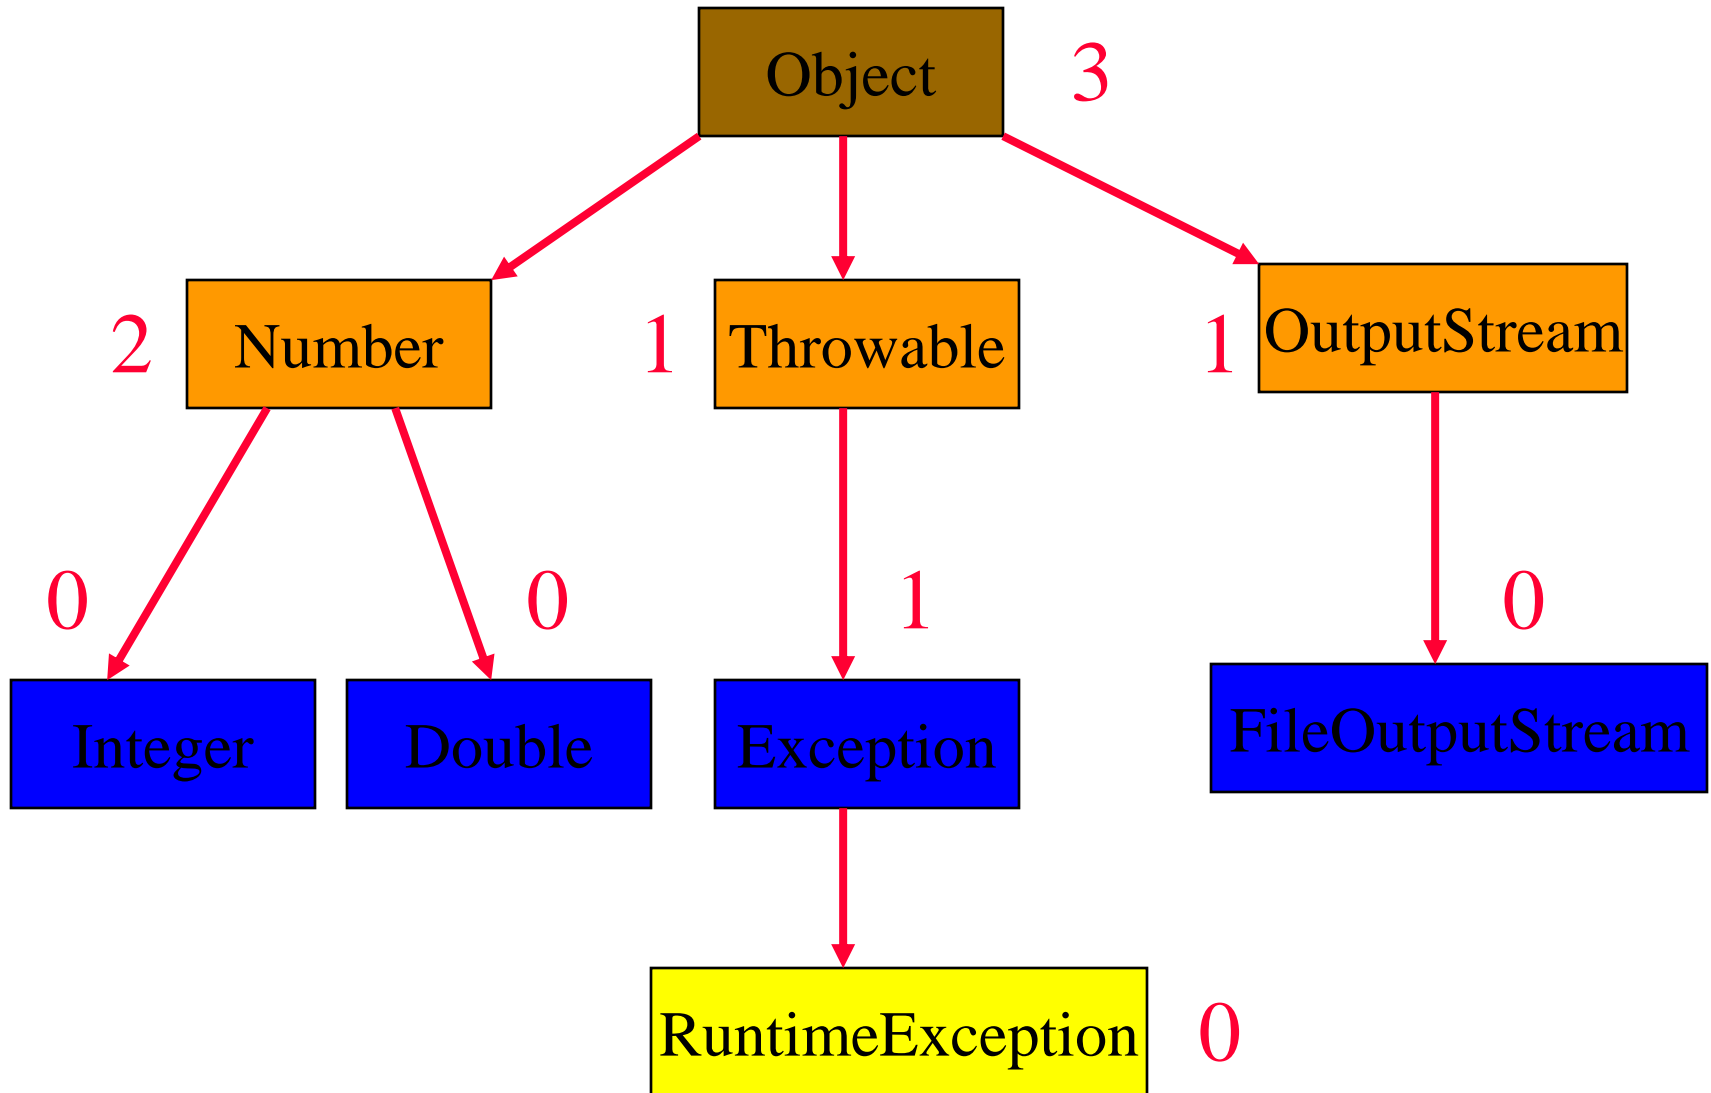 Object 3
2 Number 1 Throwable 1 OutputStream
0 0 1 0
Integer Double Exception FileOutputStream
RuntimeException 0